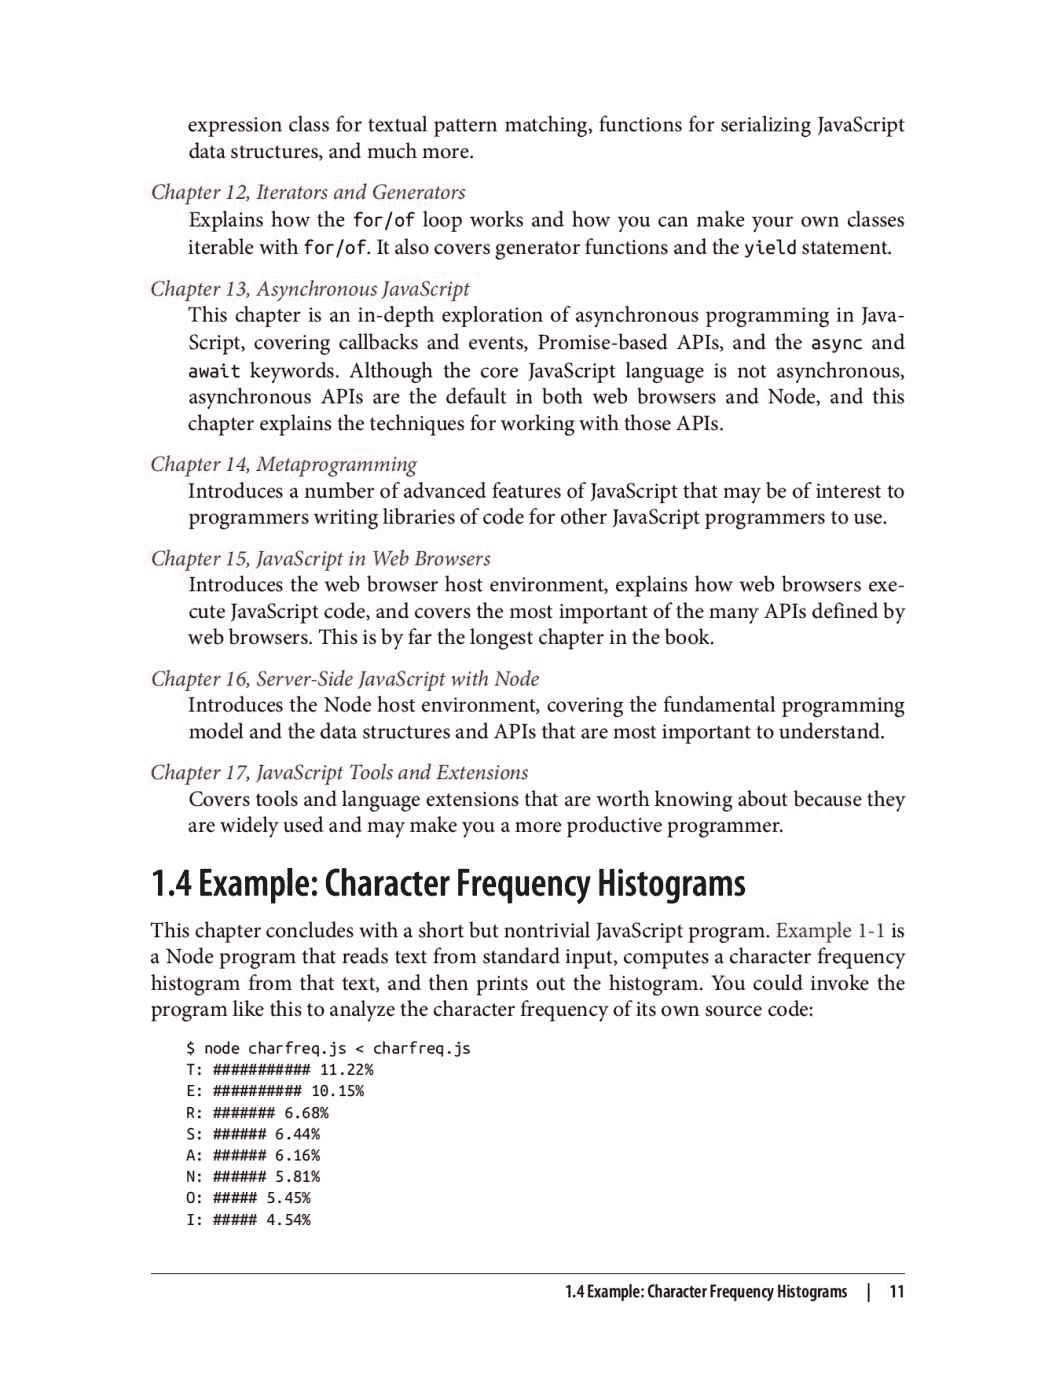 expression class for textual pattern matching, functions for serializing JavaScript
data structures, and much more.
Chapter 12, Iterators and Generators
Explains how the for/of loop works and how you can make your own classes
iterable with for/of. It also covers generator functions and the yield statement.
Chapter 13, Asynchronous JavaScript
This chapter is an in-depth exploration of asynchronous programming in Java-
Script, covering callbacks and events, Promise-based APIs, and the async and
await keywords. Although the core JavaScript language is not asynchronous,
asynchronous APIs are the default in both web browsers and Node, and this
chapter explains the techniques for working with those APIs.
Chapter 14, Metaprogramming
Introduces a number of advanced features of JavaScript that may be of interest to
programmers writing libraries of code for other JavaScript programmers to use.
Chapter 15, JavaScript in Web Browsers
Introduces the web browser host environment, explains how web browsers exe-
cute JavaScript code, and covers the most important of the many APIs defined by
web browsers. This is by far the longest chapter in the book.
Chapter 16, Server-Side JavaScript with Node
Introduces the Node host environment, covering the fundamental programming
model and the data structures and APIs that are most important to understand.
Chapter 17, JavaScript Tools and Extensions
Covers tools and language extensions that are worth knowing about because they
are widely used and may make you a more productive programmer.
1.4 Example: Character Frequency Histograms
This chapter concludes with a short but nontrivial JavaScript program. Example 1-1 is
a Node program that reads text from standard input, computes a character frequency
histogram from that text, and then prints out the histogram. You could invoke the
program like this to analyze the character frequency of its own source code:
$ node charfreq.js < charfreq.js
T: ########### 11.22%
E: ########## 10.15%
R: ####### 6.68%
S: ###### 6.44%
A: ###### 6.16%
N: ###### 5.81%
O: ##### 5.45%
I: ##### 4.54%
1.4 Example: Character Frequency Histograms | 11